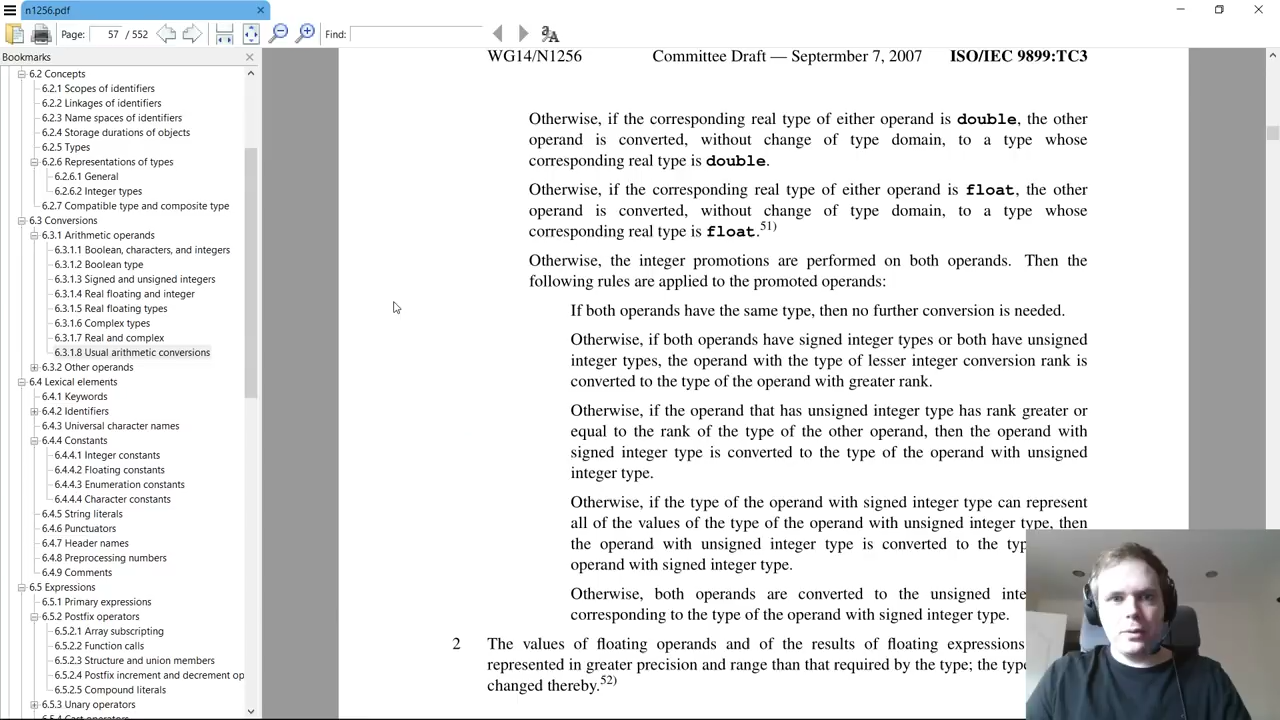 n1256.pdf
Page: 57 / 552 Find:
Bookmarks
6.2 Concepts
6.2.1 Scopes of identifiers
6.2.2 Linkages of identifiers
6.2.3 Name spaces of identifiers
6.2.4 Storage durations of objects
6.2.5 Types
6.2.6 Representations of types
6.2.6.1 General
6.2.6.2 Integer types
6.2.7 Compatible type and composite type
6.3 Conversions
6.3.1 Arithmetic operands
6.3.1.1 Boolean, characters, and integers
6.3.1.2 Boolean type
6.3.1.3 Signed and unsigned integers
6.3.1.4 Real floating and integer
6.3.1.5 Real floating types
6.3.1.6 Complex types
6.3.1.7 Real and complex
6.3.1.8 Usual arithmetic conversions
6.3.2 Other operands
6.4 Lexical elements
6.4.1 Keywords
6.4.2 Identifiers
6.4.3 Universal character names
6.4.4 Constants
6.4.4.1 Integer constants
6.4.4.2 Floating constants
6.4.4.3 Enumeration constants
6.4.4.4 Character constants
6.4.5 String literals
6.4.6 Punctuators
6.4.7 Header names
6.4.8 Preprocessing numbers
6.4.9 Comments
6.5 Expressions
6.5.1 Primary expressions
6.5.2 Postfix operators
6.5.2.1 Array subscripting
6.5.2.2 Function calls
6.5.2.3 Structure and union members
6.5.2.4 Postfix increment and decrement op
6.5.2.5 Compound literals
6.5.3 Unary operators
6.5.4 Cast operators
WG14/N1256 Committee Draft — Septermber 7, 2007 ISO/IEC 9899:TC3
Otherwise, if the corresponding real type of either operand is double, the other
operand is converted, without change of type domain, to a type whose
corresponding real type is double.
Otherwise, if the corresponding real type of either operand is float, the other
operand is converted, without change of type domain, to a type whose
corresponding real type is float.51)
Otherwise, the integer promotions are performed on both operands. Then the
following rules are applied to the promoted operands:
If both operands have the same type, then no further conversion is needed.
Otherwise, if both operands have signed integer types or both have unsigned
integer types, the operand with the type of lesser integer conversion rank is
converted to the type of the operand with greater rank.
Otherwise, if the operand that has unsigned integer type has rank greater or
equal to the rank of the type of the other operand, then the operand with
signed integer type is converted to the type of the operand with unsigned
integer type.
Otherwise, if the type of the operand with signed integer type can represent
all of the values of the type of the operand with unsigned integer type, then
the operand with unsigned integer type is converted to the typ
operand with signed integer type.
Otherwise, both operands are converted to the unsigned inte
corresponding to the type of the operand with signed integer type.
2 The values of floating operands and of the results of floating expressions
represented in greater precision and range than that required by the type; the type
changed thereby.52)